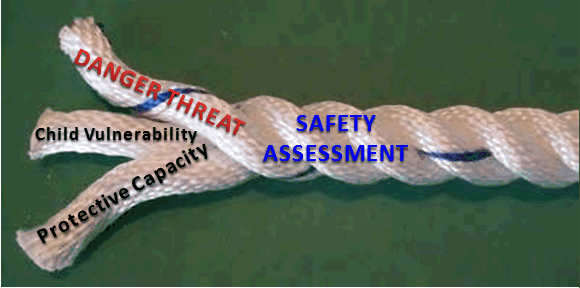 DANGER THREAT
Child Vulnerability
Protective Capacity
SAFETY
ASSESSMENT